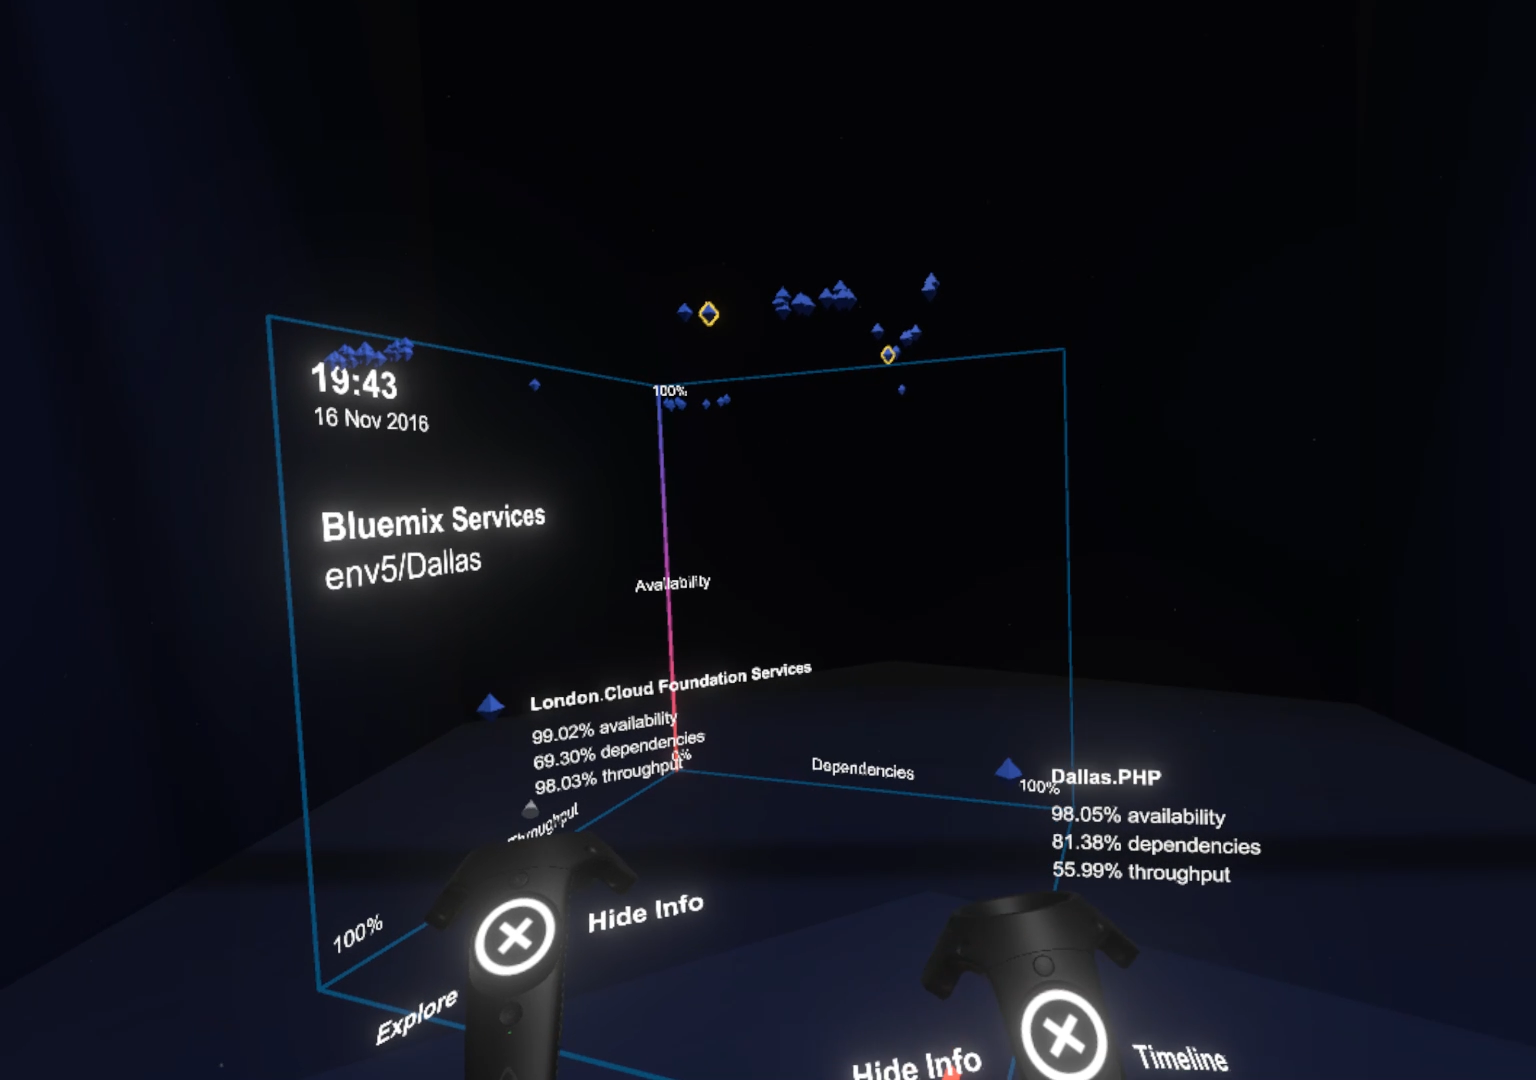 100%
19:43
16 Nov 2016
Bluemix Services
env5/Dallas
Availability
London.Cloud Foundation Services
99.02% availability
69.30% dependencies
98.03% throughput
0%
Throughput
Dependencies
100%
Dallas.PHP
98.05% availability
81.38% dependencies
55.99% throughput
100%
Hide Info
Explore
Hide Info
Timeline